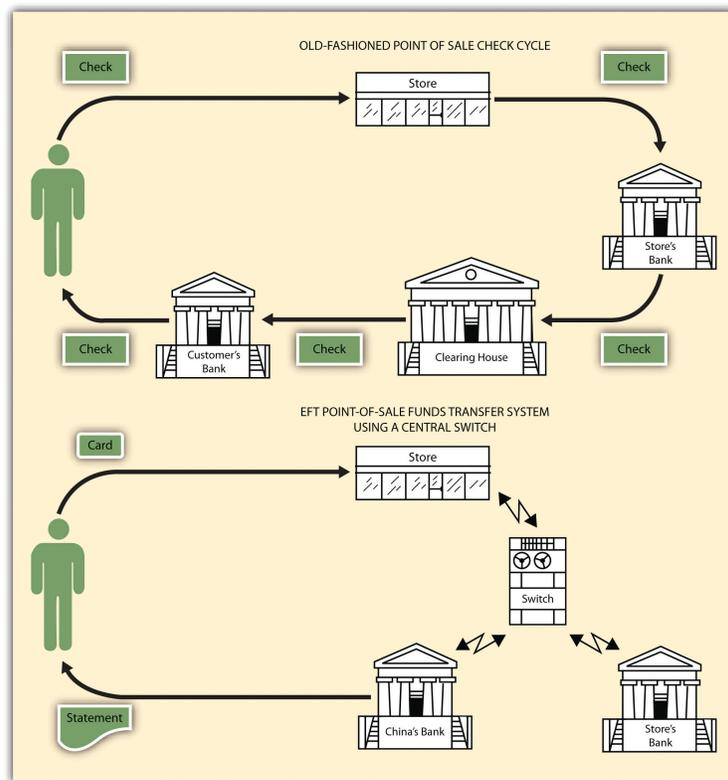 OLD-FASHIONED POINT OF SALE CHECK CYCLE
Check
Check
Store
Store's
Bank
Check
Customer's
Bank
Check
Clearing House
Check
EFT POINT-OF-SALE FUNDS TRANSFER SYSTEM
USING A CENTRAL SWITCH
Card
Store
Switch
Statement
China's Bank
Store's
Bank